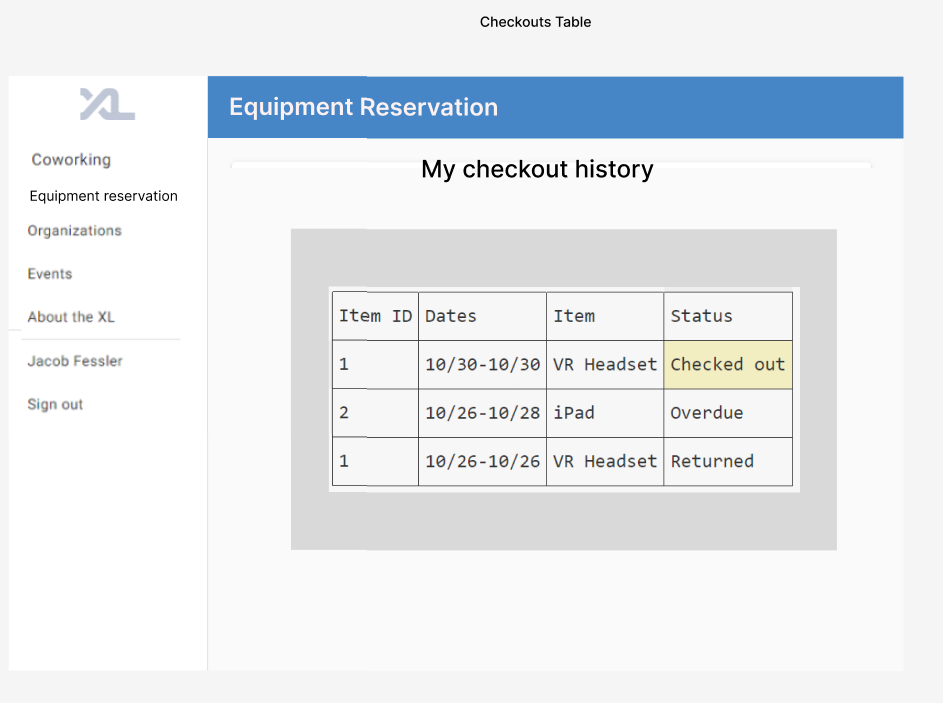 Checkouts Table
XL
Equipment Reservation
Coworking
Equipment reservation
Organizations
Events
About the XL
Jacob Fessler
Sign out
My checkout history
Item ID Dates Item Status
1 10/30-10/30 VR Headset Checked out
2 10/26-10/28 iPad Overdue
1 10/26-10/26 VR Headset Returned